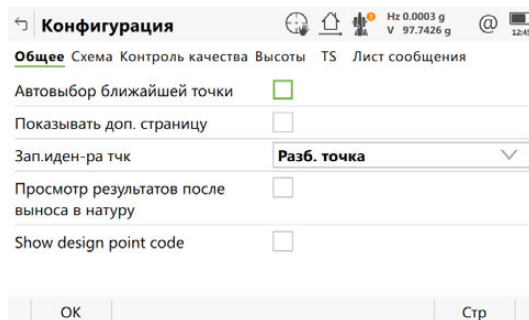 Конфигурация
Hz 0.0003 g
V 97.7426 g
@
Общее Схема Контроль качества Высоты TS Лист сообщения
Автовыбор ближайшей точки
Показывать доп. страницу
Зап.иден-ра тчк Разб. точка
Просмотр результатов после
выноса в натуру
Show design point code
OK Стр